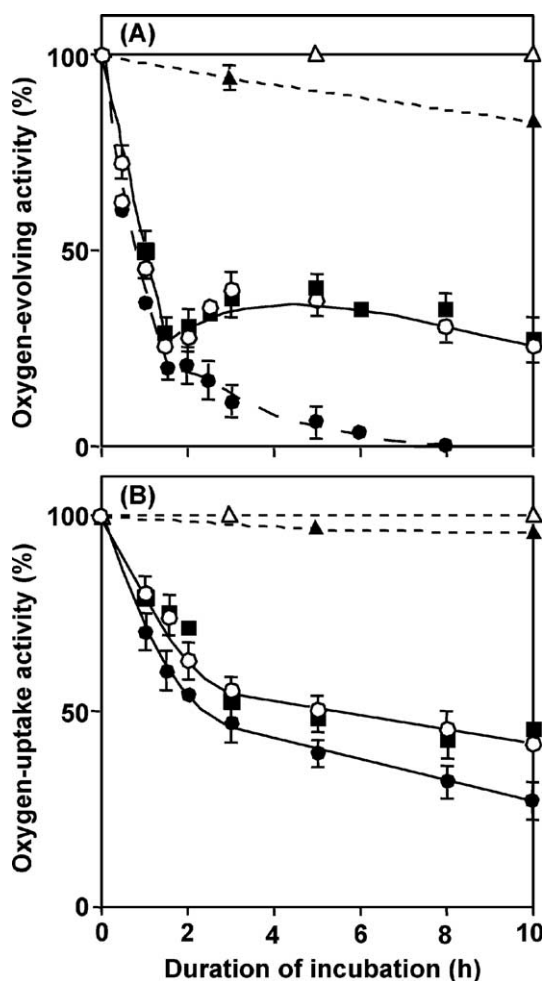 (A)
100
50
0
Oxygen-evolving activity (%)
(B)
100
50
0
Oxygen-uptake activity (%)
0 2 4 6 8 10
Duration of incubation (h)